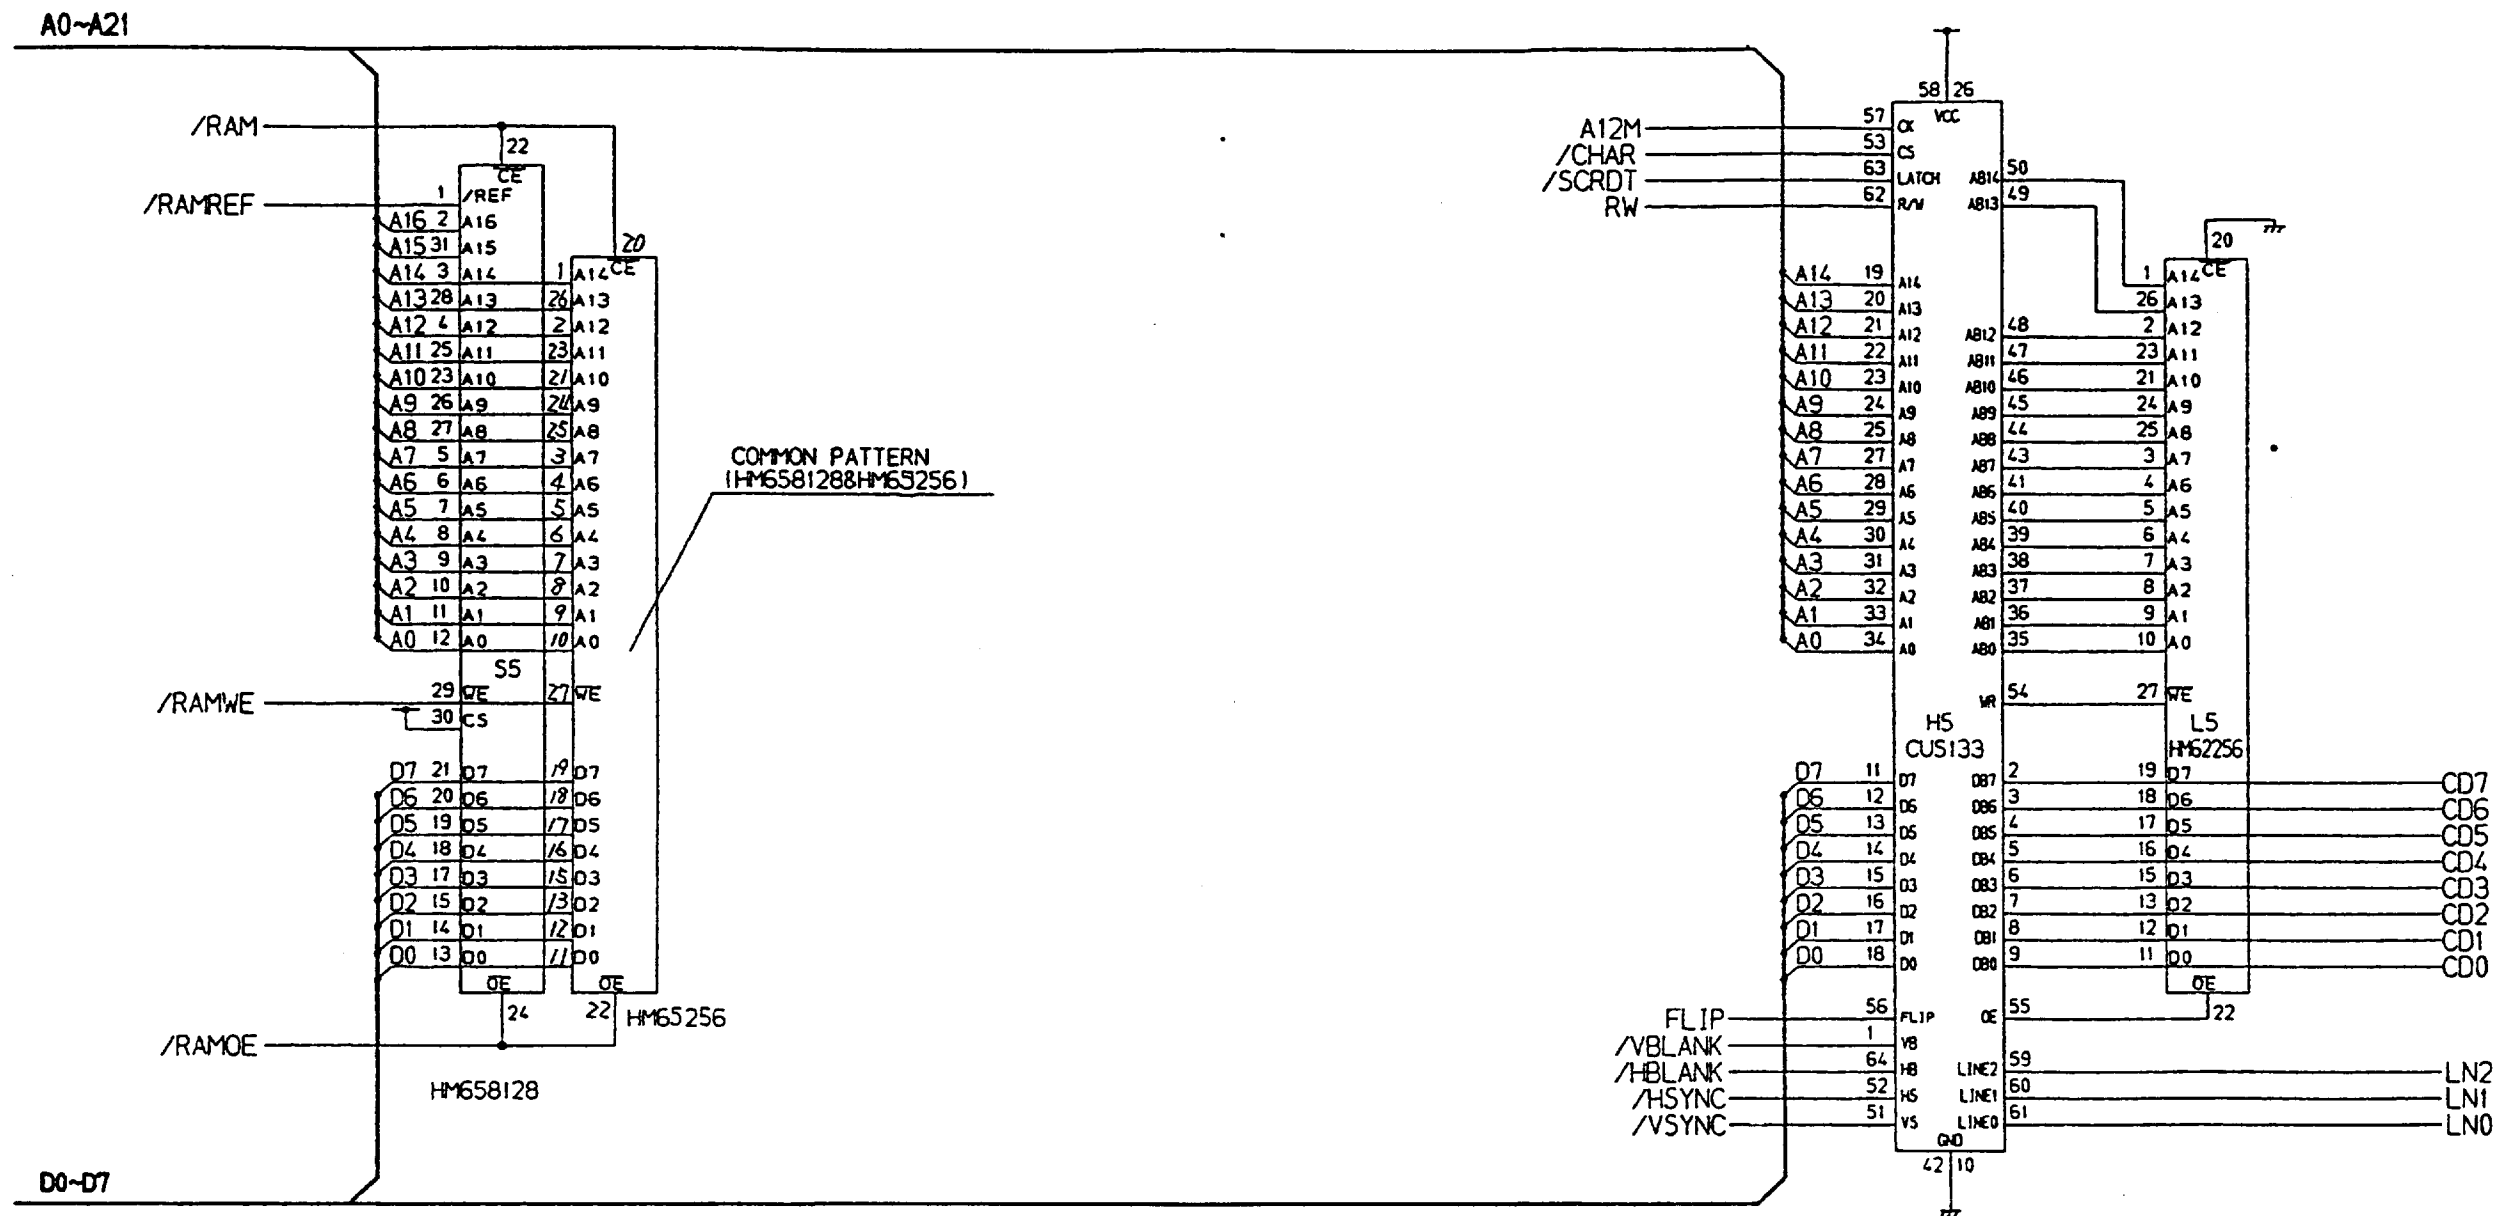 A0~A21
/RAM
22
CE
/RAMREF
1 /REF
A16 2 A16
A15 31 A15
A14 3 A14
A13 28 A13
A12 4 A12
A11 25 A11
A10 23 A10
A9 26 A9
A8 27 A8
A7 5 A7
A6 6 A6
A5 7 A5
A4 8 A4
A3 9 A3
A2 10 A2
A1 11 A1
A0 12 A0
S5
/RAMWE
29 WE
30 CS
D7 21 D7
D6 20 D6
D5 19 D5
D4 18 D4
D3 17 D3
D2 15 D2
D1 14 D1
D0 13 D0
OE
24
/RAMOE
HM658128
20
CE
1 A14
26 A13
2 A12
23 A11
21 A10
24 A9
25 A8
3 A7
4 A6
5 A5
6 A4
7 A3
8 A2
9 A1
10 A0
27 WE
19 D7
18 D6
17 D5
16 D4
15 D3
13 D2
12 D1
11 D0
OE
22
HM65256
COMMON PATTERN
(HM658128&HM65256)
58 26
VCC
A12M 57 CK
/CHAR 53 CS
/SCRDT 63 LATCH
RW 62 R/W
A14 19 A14
A13 20 A13
A12 21 A12
A11 22 A11
A10 23 A10
A9 24 A9
A8 25 A8
A7 27 A7
A6 28 A6
A5 29 A5
A4 30 A4
A3 31 A3
A2 32 A2
A1 33 A1
A0 34 A0
H5
CUS133
D7 11 D7
D6 12 D6
D5 13 D5
D4 14 D4
D3 15 D3
D2 16 D2
D1 17 D1
D0 18 D0
FLIP 56 FLIP
/VBLANK 1 VB
/HBLANK 64 HB
/HSYNC 52 HS
/VSYNC 51 VS
GND
42 10
AB14 50
AB13 49
AB12 48
AB11 47
AB10 46
AB9 45
AB8 44
AB7 43
AB6 41
AB5 40
AB4 39
AB3 38
AB2 37
AB1 36
AB0 35
WR 54
DB7 2
DB6 3
DB5 4
DB4 5
DB3 6
DB2 7
DB1 8
DB0 9
OE 55
LINE2 59 LN2
LINE1 60 LN1
LINE0 61 LN0
20
CE
1 A14
26 A13
2 A12
23 A11
21 A10
24 A9
25 A8
3 A7
4 A6
5 A5
6 A4
7 A3
8 A2
9 A1
10 A0
27 WE
L5
HM62256
19 D7 CD7
18 D6 CD6
17 D5 CD5
16 D4 CD4
15 D3 CD3
13 D2 CD2
12 D1 CD1
11 D0 CD0
OE
22
D0~D7